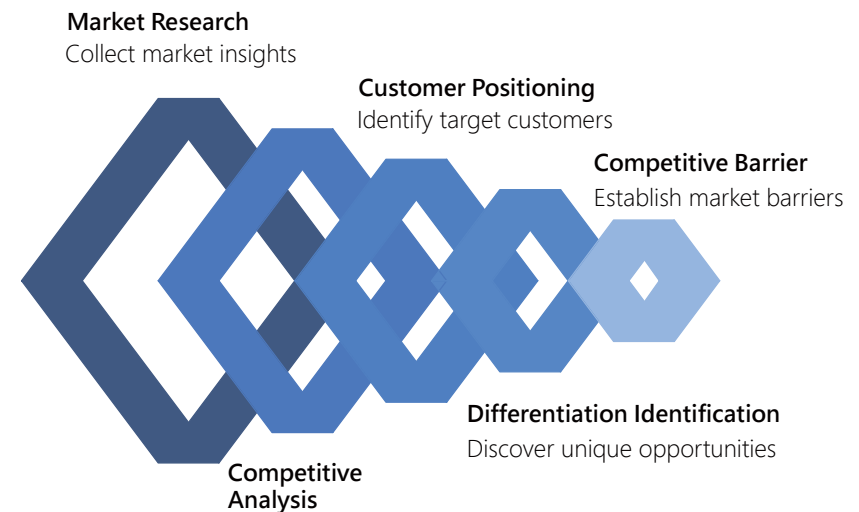 Market Research
Collect market insights
Customer Positioning
Identify target customers
Competitive Barrier
Establish market barriers
Differentiation Identification
Discover unique opportunities
Competitive
Analysis